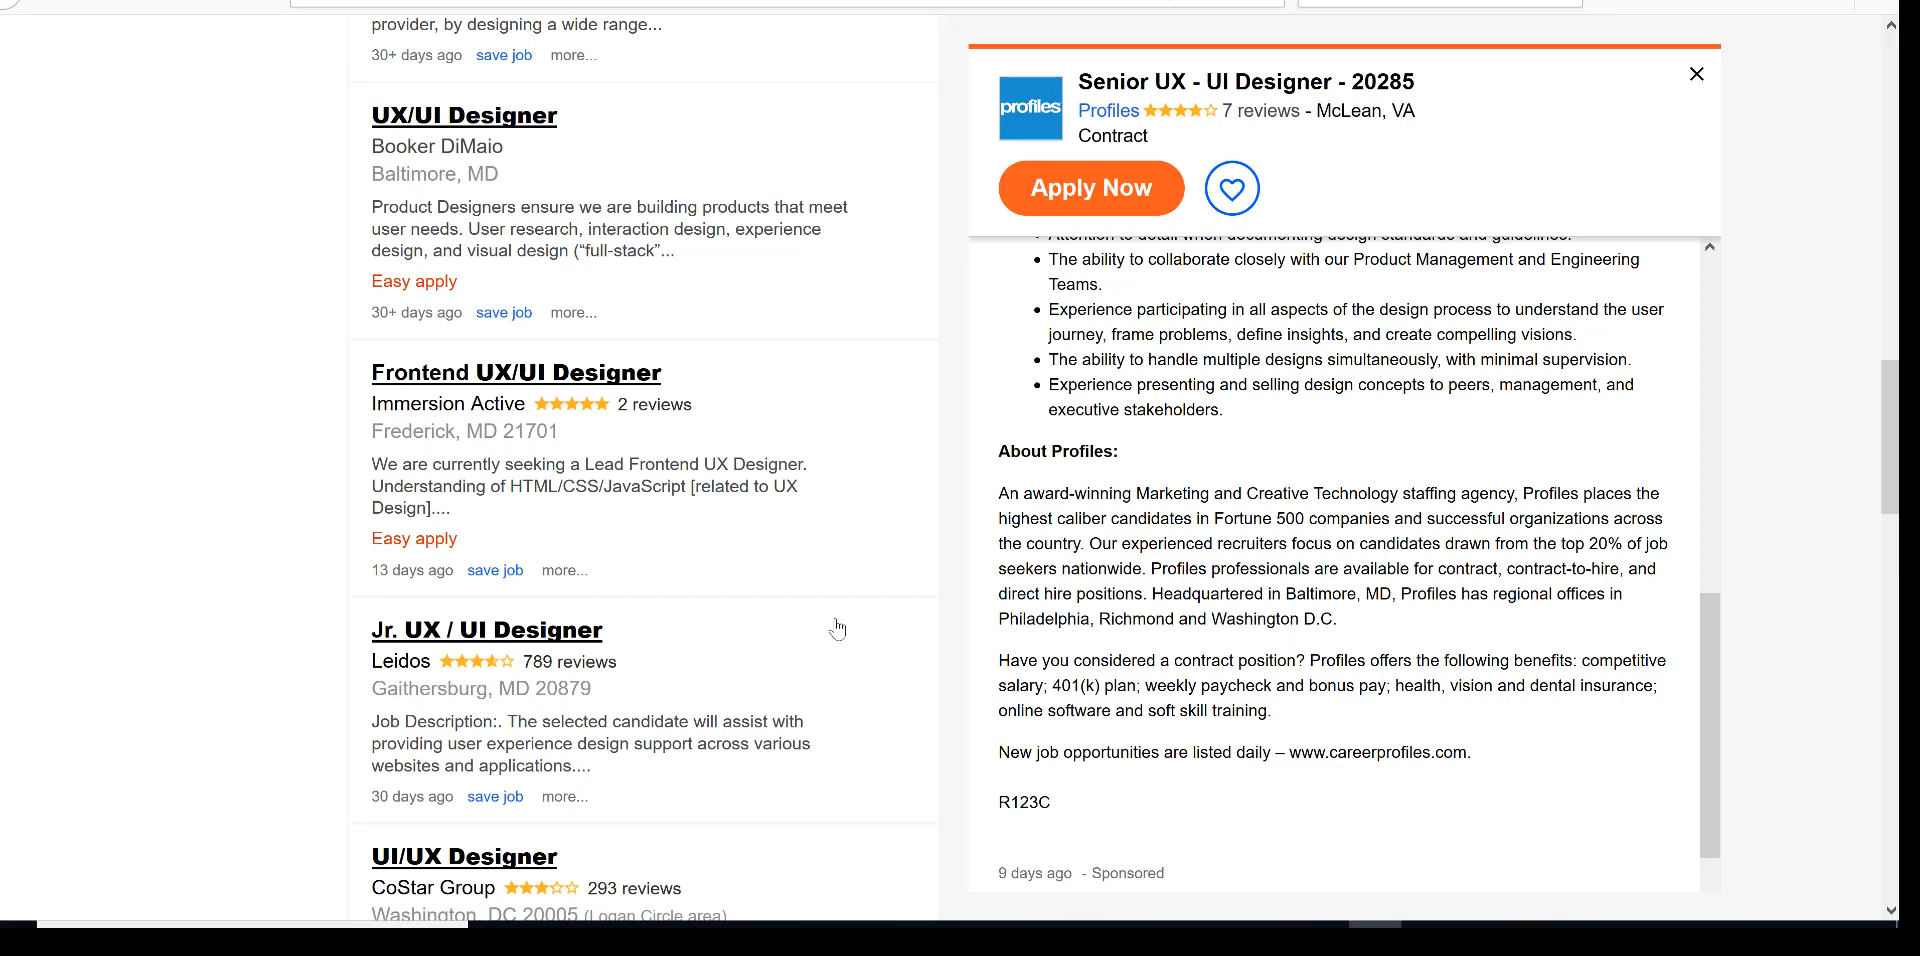 provider, by designing a wide range...
30+ days ago save job more...
UX/UI Designer
Booker DiMaio
Baltimore, MD
Product Designers ensure we are building products that meet
user needs. User research, interaction design, experience
design, and visual design (“full-stack”...
Easy apply
30+ days ago save job more...
Frontend UX/UI Designer
Immersion Active 2 reviews
Frederick, MD 21701
We are currently seeking a Lead Frontend UX Designer.
Understanding of HTML/CSS/JavaScript [related to UX
Design]....
Easy apply
13 days ago save job more...
Jr. UX / UI Designer
Leidos 789 reviews
Gaithersburg, MD 20879
Job Description:. The selected candidate will assist with
providing user experience design support across various
websites and applications....
30 days ago save job more...
UI/UX Designer
CoStar Group 293 reviews
Washington, DC 20005 (Logan Circle area)
profiles
Senior UX - UI Designer - 20285
Profiles 7 reviews - McLean, VA
Contract
Apply Now
Attention to detail when documenting design standards and guidelines.
• The ability to collaborate closely with our Product Management and Engineering
Teams.
• Experience participating in all aspects of the design process to understand the user
journey, frame problems, define insights, and create compelling visions.
• The ability to handle multiple designs simultaneously, with minimal supervision.
• Experience presenting and selling design concepts to peers, management, and
executive stakeholders.
About Profiles:
An award-winning Marketing and Creative Technology staffing agency, Profiles places the
highest caliber candidates in Fortune 500 companies and successful organizations across
the country. Our experienced recruiters focus on candidates drawn from the top 20% of job
seekers nationwide. Profiles professionals are available for contract, contract-to-hire, and
direct hire positions. Headquartered in Baltimore, MD, Profiles has regional offices in
Philadelphia, Richmond and Washington D.C.
Have you considered a contract position? Profiles offers the following benefits: competitive
salary; 401(k) plan; weekly paycheck and bonus pay; health, vision and dental insurance;
online software and soft skill training.
New job opportunities are listed daily – www.careerprofiles.com.
R123C
9 days ago - Sponsored